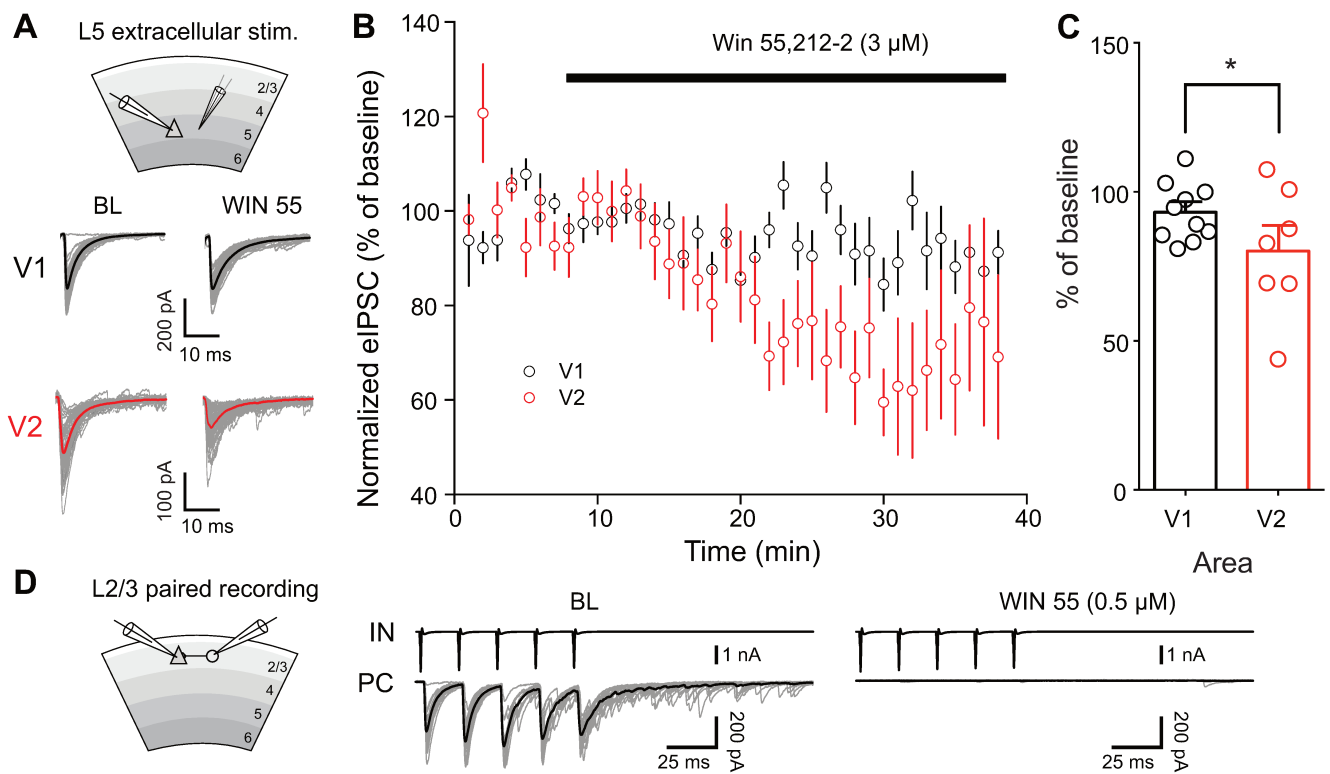 A
L5 extracellular stim.
2/3
4
5
6
BL
WIN 55
V1
200 pA
10 ms
V2
100 pA
10 ms
B
Normalized eIPSC (% of baseline)
140
120
100
80
60
40
Win 55,212-2 (3 µM)
V1
V2
0
10
20
30
40
Time (min)
C
% of baseline
150
100
50
0
*
V1
V2
Area
D
L2/3 paired recording
2/3
4
5
6
BL
WIN 55 (0.5 µM)
IN
1 nA
1 nA
PC
200 pA
25 ms
200 pA
25 ms